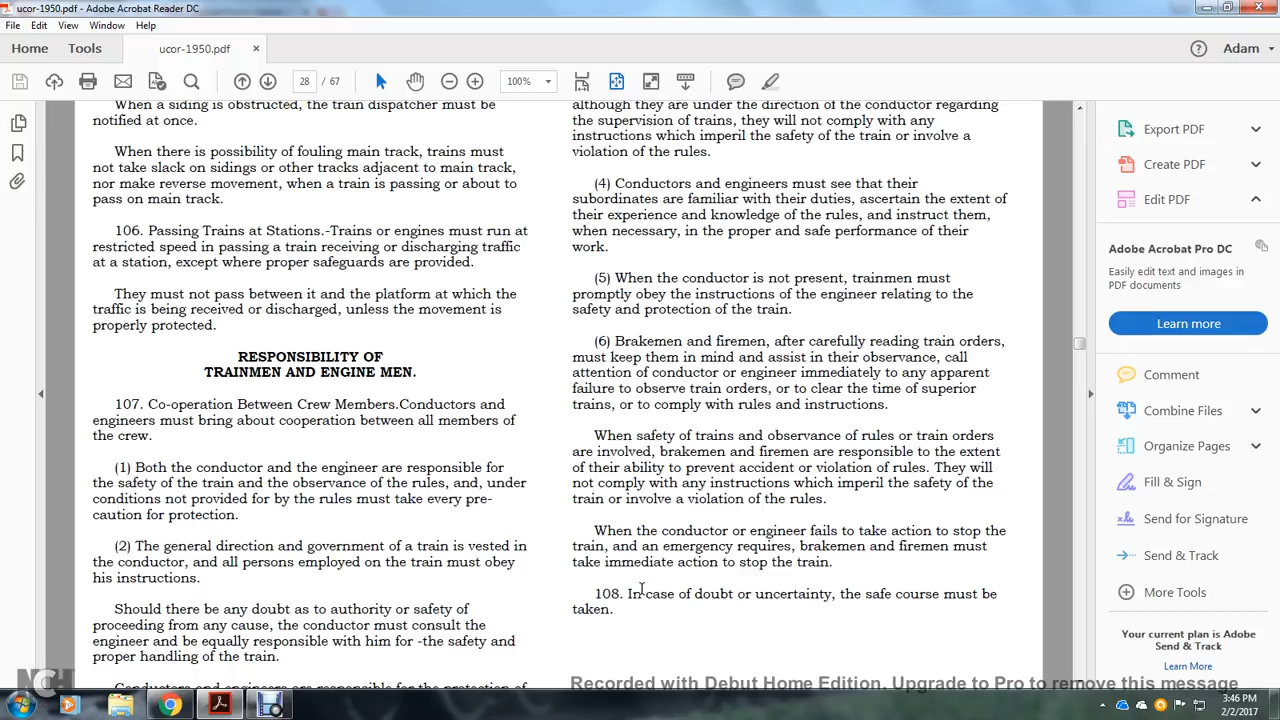 ucor-1950.pdf - Adobe Acrobat Reader DC
File Edit View Window Help
Home Tools ucor-1950.pdf × Adam
28 / 67 100%
When a siding is obstructed, the train dispatcher must be
notified at once.
When there is possibility of fouling main track, trains must
not take slack on sidings or other tracks adjacent to main track,
nor make reverse movement, when a train is passing or about to
pass on main track.
106. Passing Trains at Stations.-Trains or engines must run at
restricted speed in passing a train receiving or discharging traffic
at a station, except where proper safeguards are provided.
They must not pass between it and the platform at which the
traffic is being received or discharged, unless the movement is
properly protected.
RESPONSIBILITY OF
TRAINMEN AND ENGINE MEN.
107. Co-operation Between Crew Members.Conductors and
engineers must bring about cooperation between all members of
the crew.
(1) Both the conductor and the engineer are responsible for
the safety of the train and the observance of the rules, and, under
conditions not provided for by the rules must take every pre-
caution for protection.
(2) The general direction and government of a train is vested in
the conductor, and all persons employed on the train must obey
his instructions.
Should there be any doubt as to authority or safety of
proceeding from any cause, the conductor must consult the
engineer and be equally responsible with him for -the safety and
proper handling of the train.
Conductors and engineers are responsible for the protection of
although they are under the direction of the conductor regarding
the supervision of trains, they will not comply with any
instructions which imperil the safety of the train or involve a
violation of the rules.
(4) Conductors and engineers must see that their
subordinates are familiar with their duties, ascertain the extent of
their experience and knowledge of the rules, and instruct them,
when necessary, in the proper and safe performance of their
work.
(5) When the conductor is not present, trainmen must
promptly obey the instructions of the engineer relating to the
safety and protection of the train.
(6) Brakemen and firemen, after carefully reading train orders,
must keep them in mind and assist in their observance, call
attention of conductor or engineer immediately to any apparent
failure to observe train orders, or to clear the time of superior
trains, or to comply with rules and instructions.
When safety of trains and observance of rules or train orders
are involved, brakemen and firemen are responsible to the extent
of their ability to prevent accident or violation of rules. They will
not comply with any instructions which imperil the safety of the
train or involve a violation of the rules.
When the conductor or engineer fails to take action to stop the
train, and an emergency requires, brakemen and firemen must
take immediate action to stop the train.
108. In case of doubt or uncertainty, the safe course must be
taken.
Export PDF
Create PDF
Edit PDF
Adobe Acrobat Pro DC
Easily edit text and images in
PDF documents
Learn more
Comment
Combine Files
Organize Pages
Fill & Sign
Send for Signature
Send & Track
More Tools
Your current plan is Adobe
Send & Track
Learn More
NCH
Recorded with Debut Home Edition. Upgrade to Pro to remove this message
3:46 PM
2/2/2017